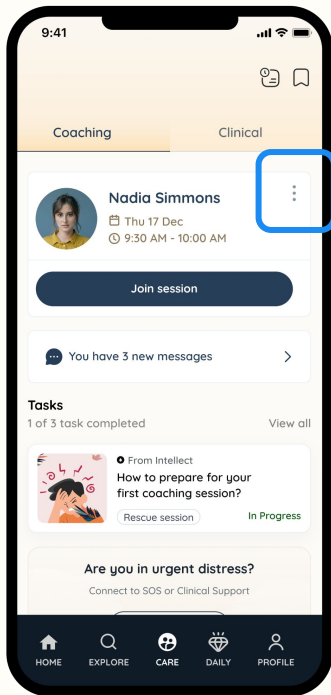 9:41
Coaching
Clinical
Nadia Simmons
Thu 17 Dec
9:30 AM - 10:00 AM
Join session
You have 3 new messages
Tasks
1 of 3 task completed
View all
From Intellect
How to prepare for your
first coaching session?
Rescue session
In Progress
Are you in urgent distress?
Connect to SOS or Clinical Support
HOME
EXPLORE
CARE
DAILY
PROFILE